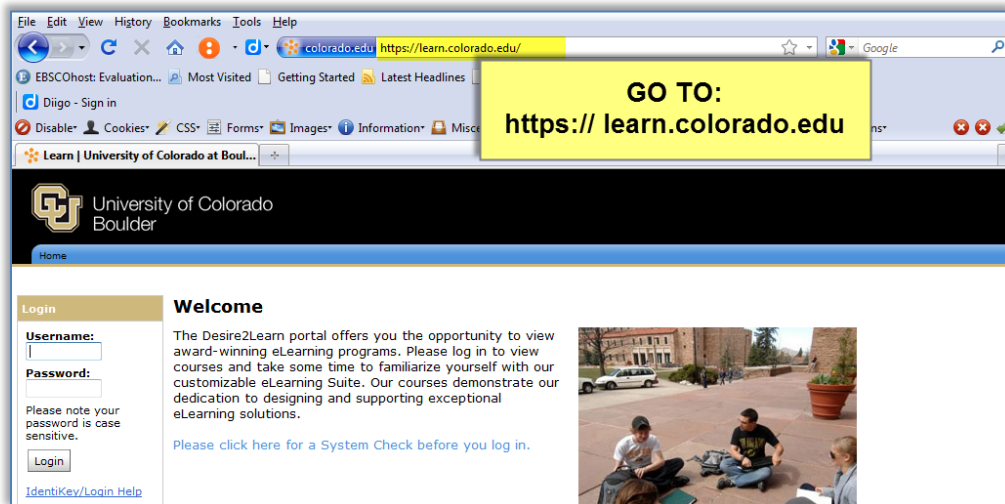 File Edit View History Bookmarks Tools Help
colorado.edu https://learn.colorado.edu/
Google
EBSCOhost: Evaluation... Most Visited Getting Started Latest Headlines
Diigo - Sign in
GO TO:
https:// learn.colorado.edu
Disable Cookies CSS Forms Images Information
Learn | University of Colorado at Boul...
CU University of Colorado
Boulder
Home
Login
Username:
Password:
Please note your
password is case
sensitive.
Login
IdentiKey/Login Help
Welcome
The Desire2Learn portal offers you the opportunity to view
award-winning eLearning programs. Please log in to view
courses and take some time to familiarize yourself with our
customizable eLearning Suite. Our courses demonstrate our
dedication to designing and supporting exceptional
eLearning solutions.
Please click here for a System Check before you log in.